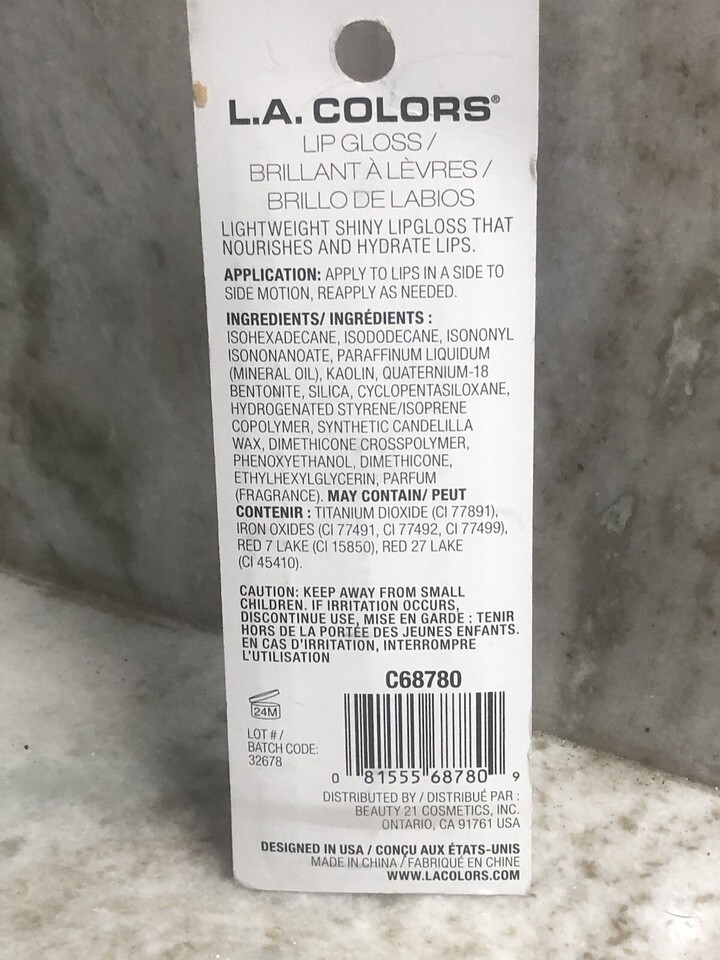 L.A. COLORS®
LIP GLOSS /
BRILLANT À LÈVRES /
BRILLO DE LABIOS
LIGHTWEIGHT SHINY LIPGLOSS THAT
NOURISHES AND HYDRATE LIPS.
APPLICATION: APPLY TO LIPS IN A SIDE TO
SIDE MOTION, REAPPLY AS NEEDED.
INGREDIENTS/ INGRÉDIENTS :
ISOHEXADECANE, ISODODECANE, ISONONYL
ISONONANOATE, PARAFFINUM LIQUIDUM
(MINERAL OIL), KAOLIN, QUATERNIUM-18
BENTONITE, SILICA, CYCLOPENTASILOXANE,
HYDROGENATED STYRENE/ISOPRENE
COPOLYMER, SYNTHETIC CANDELILLA
WAX, DIMETHICONE CROSSPOLYMER,
PHENOXYETHANOL, DIMETHICONE,
ETHYLHEXYLGLYCERIN, PARFUM
(FRAGRANCE). MAY CONTAIN/ PEUT
CONTENIR : TITANIUM DIOXIDE (CI 77891),
IRON OXIDES (CI 77491, CI 77492, CI 77499),
RED 7 LAKE (CI 15850), RED 27 LAKE
(CI 45410).
CAUTION: KEEP AWAY FROM SMALL
CHILDREN. IF IRRITATION OCCURS,
DISCONTINUE USE, MISE EN GARDE : TENIR
HORS DE LA PORTÉE DES JEUNES ENFANTS.
EN CAS D'IRRITATION, INTERROMPRE
L'UTILISATION
C68780
24M
LOT # /
BATCH CODE:
32678
0 81555 68780 9
DISTRIBUTED BY / DISTRIBUÉ PAR :
BEAUTY 21 COSMETICS, INC.
ONTARIO, CA 91761 USA
DESIGNED IN USA / CONÇU AUX ÉTATS-UNIS
MADE IN CHINA / FABRIQUÉ EN CHINE
WWW.LACOLORS.COM